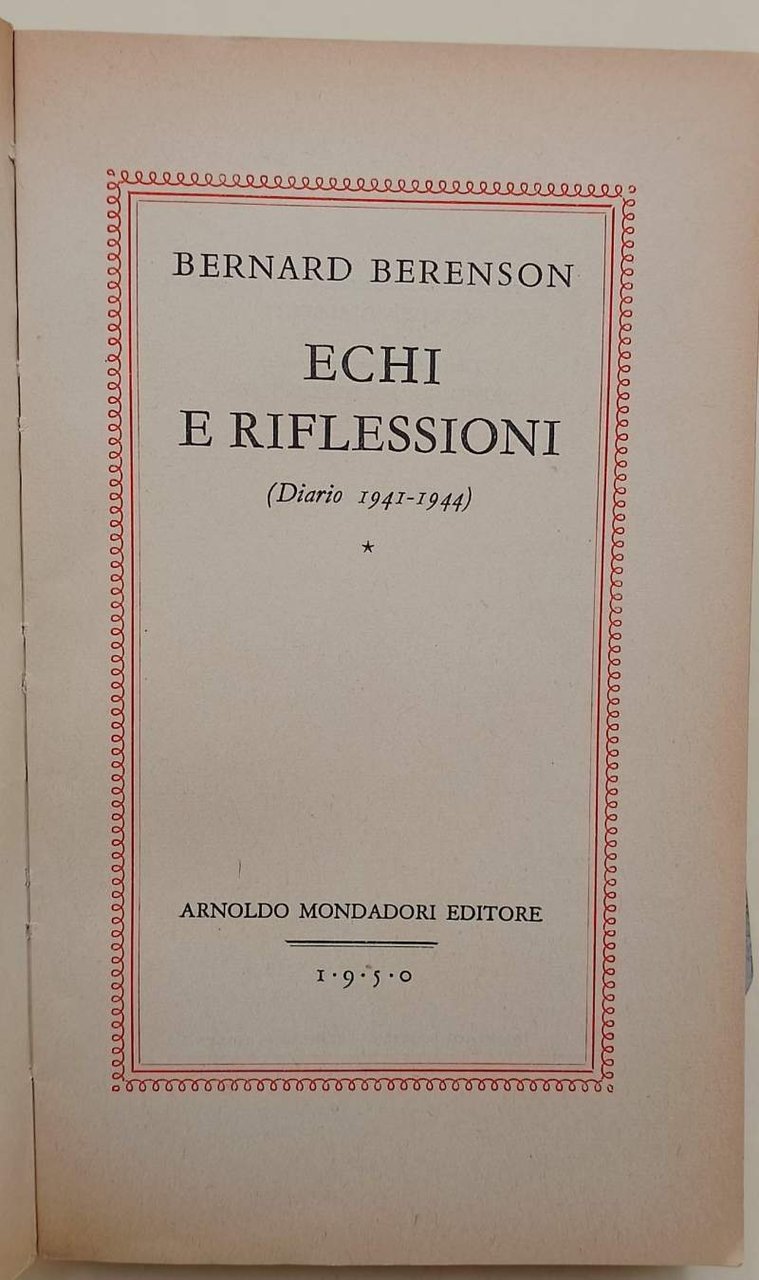 BERNARD BERENSON
ECHI
E RIFLESSIONI
(Diario 1941-1944)
★
ARNOLDO MONDADORI EDITORE
1·9·5·0